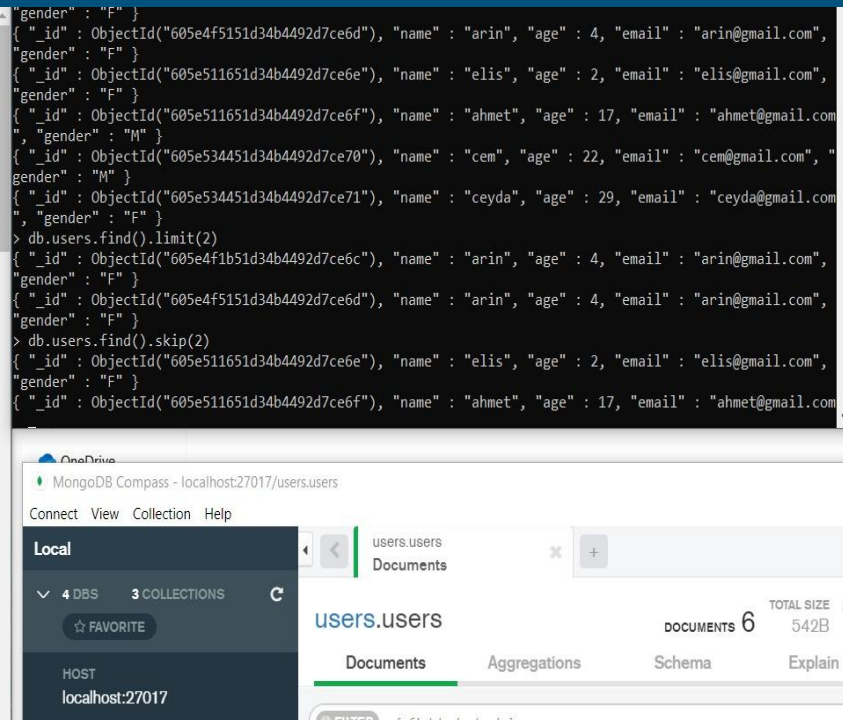 "gender" : "F" }
{ "_id" : ObjectId("605e4f5151d34b4492d7ce6d"), "name" : "arin", "age" : 4, "email" : "arin@gmail.com",
"gender" : "F" }
{ "_id" : ObjectId("605e511651d34b4492d7ce6e"), "name" : "elis", "age" : 2, "email" : "elis@gmail.com",
"gender" : "F" }
{ "_id" : ObjectId("605e511651d34b4492d7ce6f"), "name" : "ahmet", "age" : 17, "email" : "ahmet@gmail.com
", "gender" : "M" }
{ "_id" : ObjectId("605e534451d34b4492d7ce70"), "name" : "cem", "age" : 22, "email" : "cem@gmail.com", "
gender" : "M" }
{ "_id" : ObjectId("605e534451d34b4492d7ce71"), "name" : "ceyda", "age" : 29, "email" : "ceyda@gmail.com
", "gender" : "F" }
> db.users.find().limit(2)
{ "_id" : ObjectId("605e4f1b51d34b4492d7ce6c"), "name" : "arin", "age" : 4, "email" : "arin@gmail.com",
"gender" : "F" }
{ "_id" : ObjectId("605e4f5151d34b4492d7ce6d"), "name" : "arin", "age" : 4, "email" : "arin@gmail.com",
"gender" : "F" }
> db.users.find().skip(2)
{ "_id" : ObjectId("605e511651d34b4492d7ce6e"), "name" : "elis", "age" : 2, "email" : "elis@gmail.com",
"gender" : "F" }
{ "_id" : ObjectId("605e511651d34b4492d7ce6f"), "name" : "ahmet", "age" : 17, "email" : "ahmet@gmail.com
OneDrive
MongoDB Compass - localhost:27017/users.users
Connect View Collection Help
Local
users.users
Documents
4 DBS 3 COLLECTIONS
FAVORITE
users.users
DOCUMENTS 6
TOTAL SIZE
542B
Documents Aggregations Schema Explain
HOST
localhost:27017
FILTER